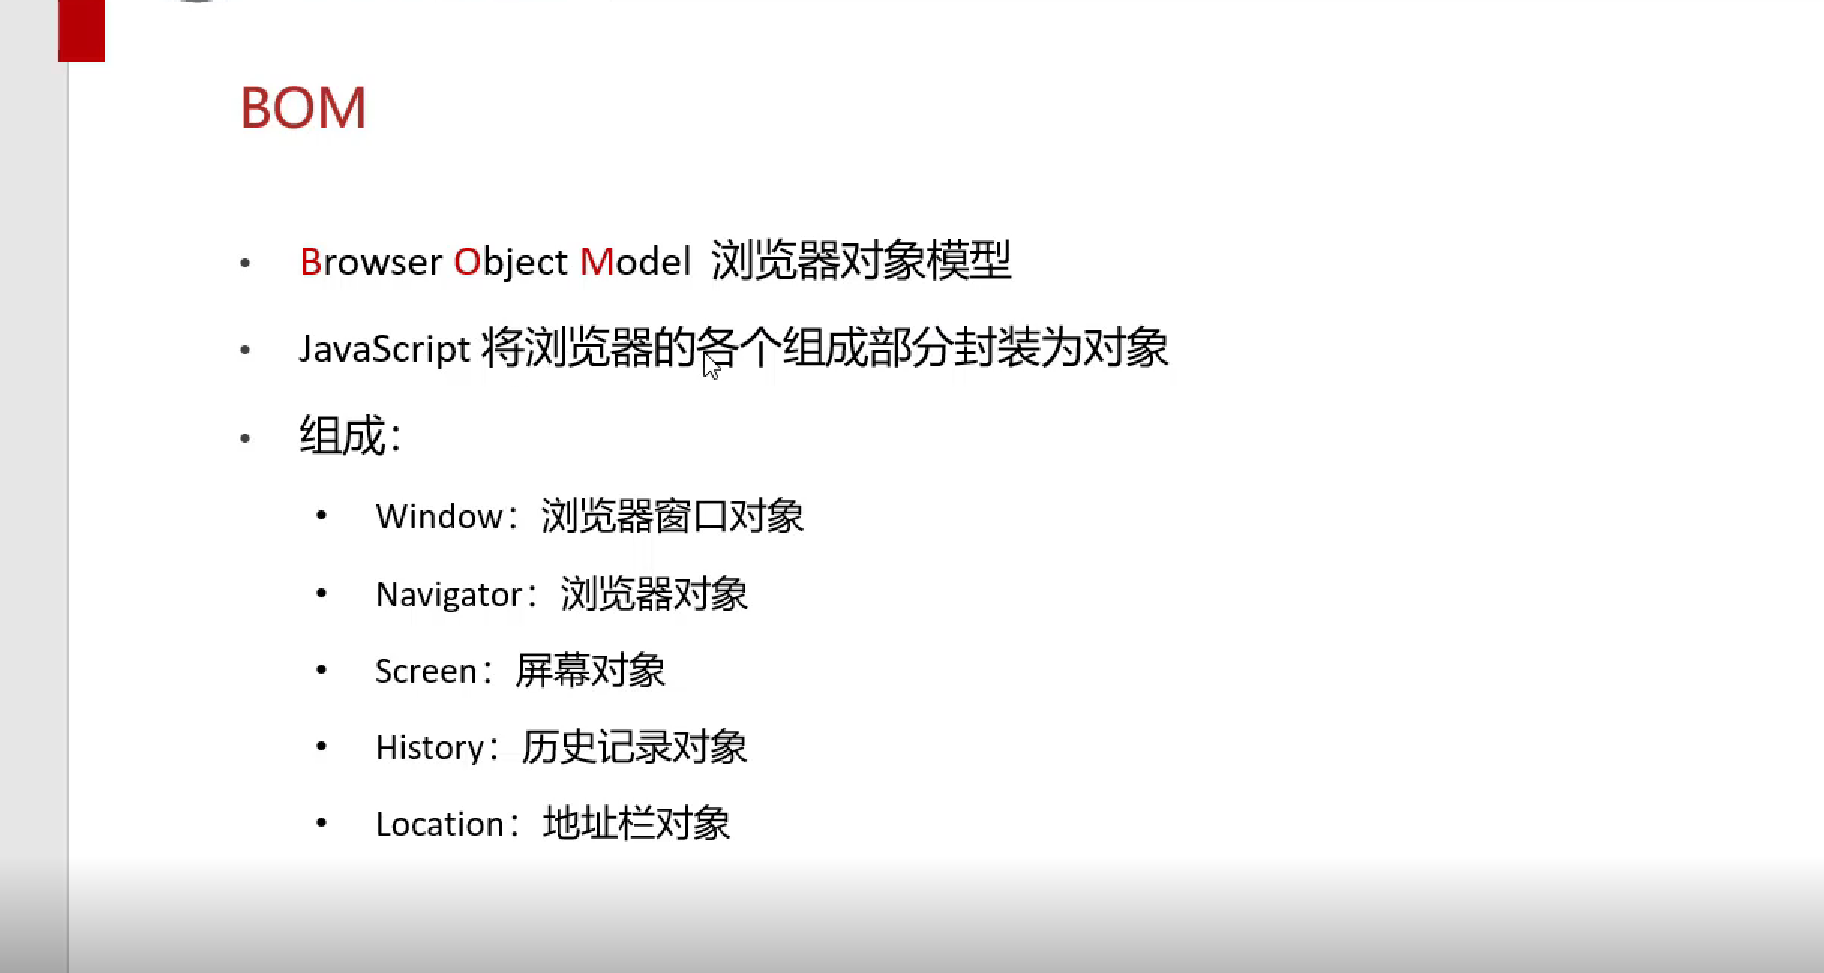 BOM
Browser Object Model 浏览器对象模型
JavaScript 将浏览器的各个组成部分封装为对象
组成：
Window：浏览器窗口对象
Navigator：浏览器对象
Screen：屏幕对象
History：历史记录对象
Location：地址栏对象